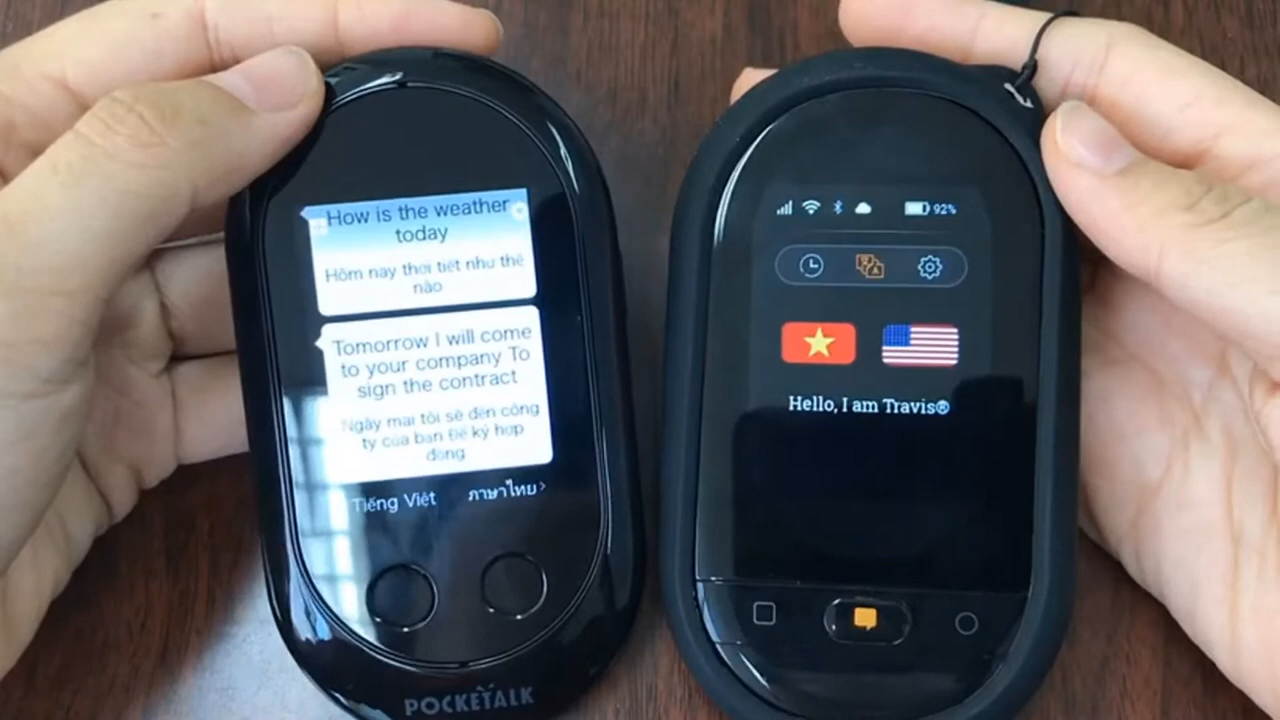 How is the weather
today
Hôm nay thời tiết như thế
nào
Tomorrow I will come
to your company To
sign the contract
Ngày mai tôi sẽ đến công
ty của bạn Để ký hợp
đồng
Tiếng Việt ภาษาไทย
POCKETALK
92%
Hello, I am Travis®